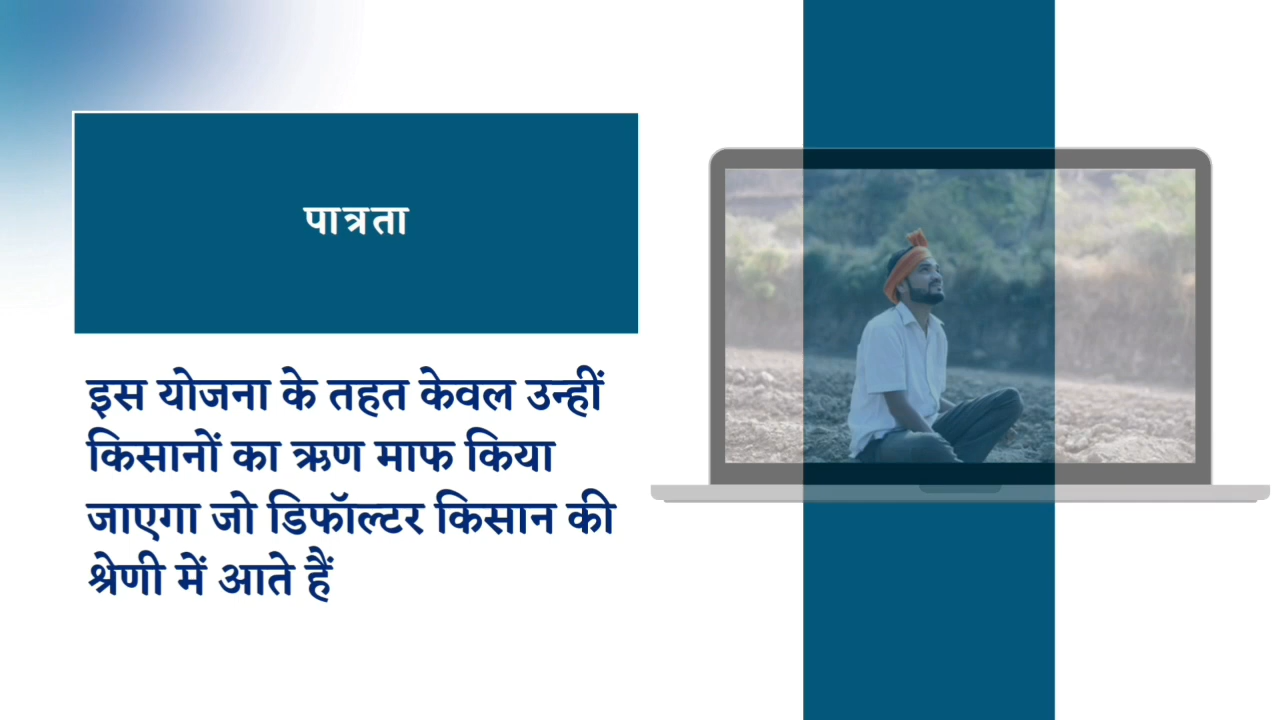 पात्रता
इस योजना के तहत केवल उन्हीं
किसानों का ऋण माफ किया
जाएगा जो डिफॉल्टर किसान की
श्रेणी में आते हैं